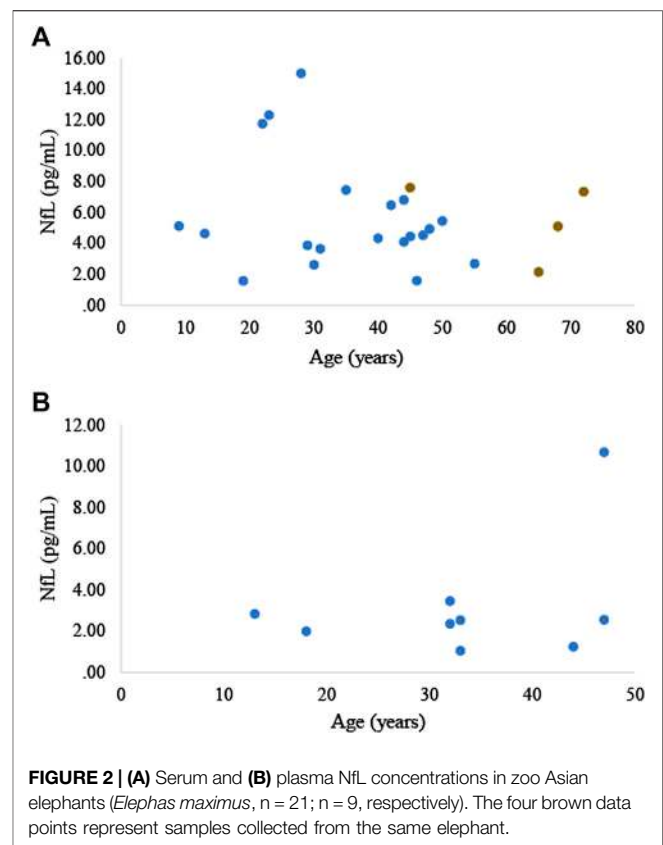 A
16.00
14.00
12.00
10.00
8.00
6.00
4.00
2.00
.00
NfL (pg/mL)
0 10 20 30 40 50 60 70 80
Age (years)
B
12.00
10.00
8.00
6.00
4.00
2.00
.00
NfL (pg/mL)
0 10 20 30 40 50
Age (years)
FIGURE 2 | (A) Serum and (B) plasma NfL concentrations in zoo Asian
elephants (Elephas maximus, n = 21; n = 9, respectively). The four brown data
points represent samples collected from the same elephant.